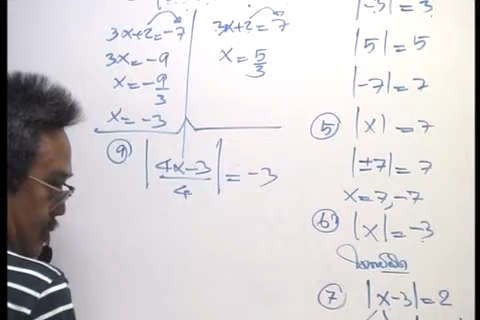 3x+2=-7
3x=-9
x=-9/3
x=-3
3x+2=7
x=5/3
⑨ |(4x-3)/4|=-3
|-3|=3
|5|=5
|-7|=7
⑤ |x|=7
|±7|=7
x=7,-7
⑥ |x|=-3
⑦ |x-3|=2